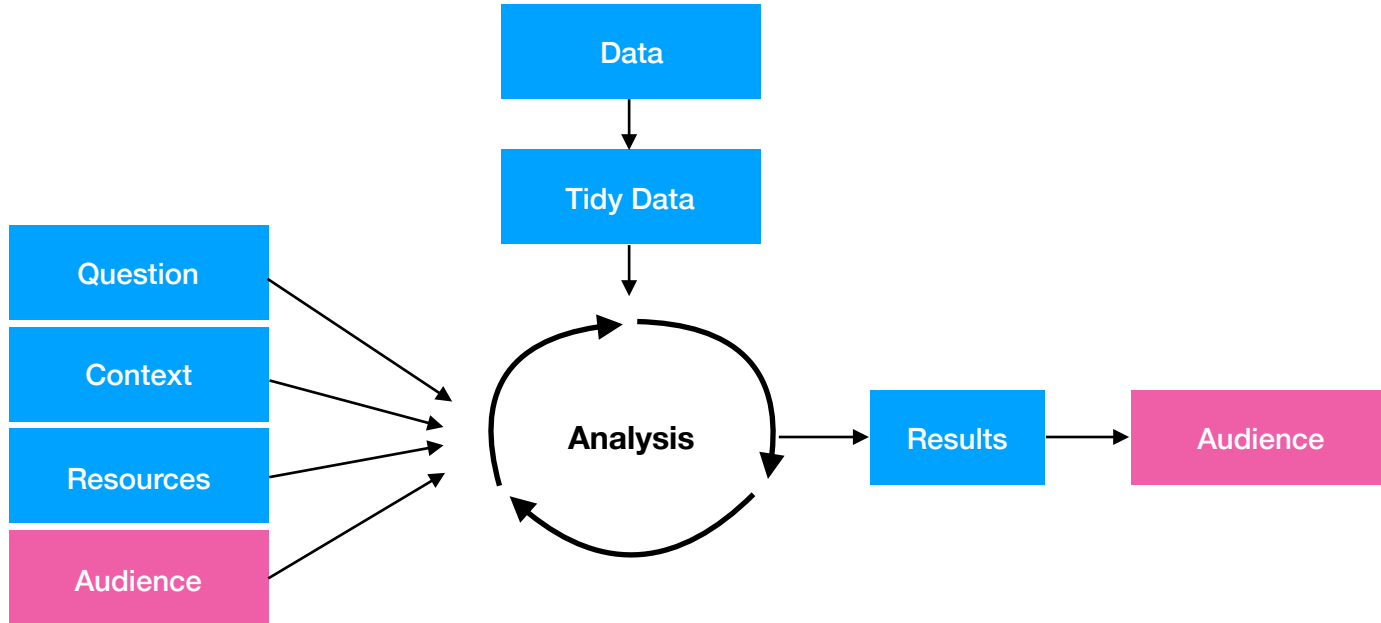 Data
Tidy Data
Question
Context
Resources
Audience
Analysis
Results
Audience